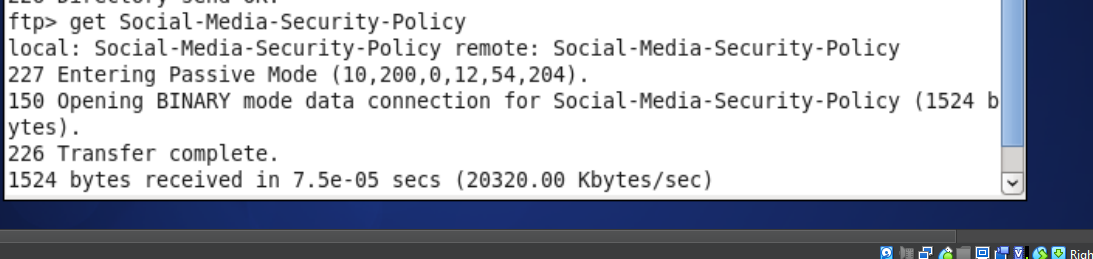 ftp> get Social-Media-Security-Policy
local: Social-Media-Security-Policy remote: Social-Media-Security-Policy
227 Entering Passive Mode (10,200,0,12,54,204).
150 Opening BINARY mode data connection for Social-Media-Security-Policy (1524 b
ytes).
226 Transfer complete.
1524 bytes received in 7.5e-05 secs (20320.00 Kbytes/sec)